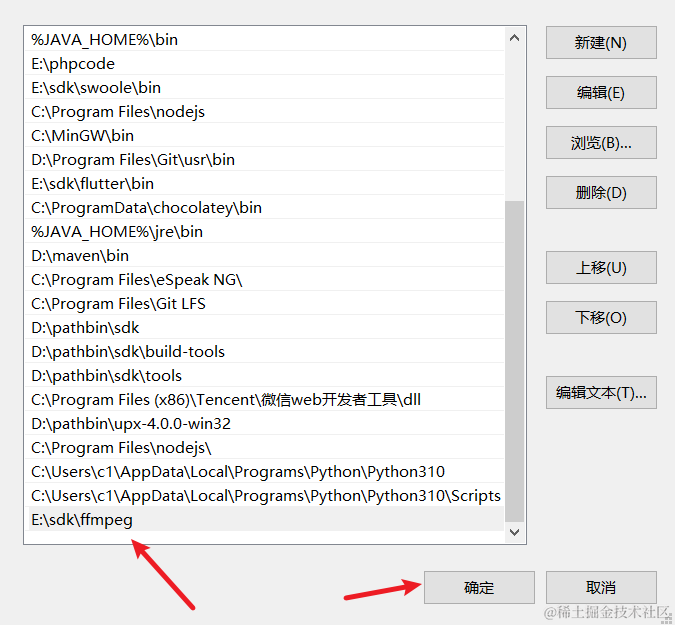 %JAVA_HOME%\bin
E:\phpcode
E:\sdk\swoole\bin
C:\Program Files\nodejs
C:\MinGW\bin
D:\Program Files\Git\usr\bin
E:\sdk\flutter\bin
C:\ProgramData\chocolatey\bin
%JAVA_HOME%\jre\bin
D:\maven\bin
C:\Program Files\eSpeak NG\
C:\Program Files\Git LFS
D:\pathbin\sdk
D:\pathbin\sdk\build-tools
D:\pathbin\sdk\tools
C:\Program Files (x86)\Tencent\微信web开发者工具\dll
D:\pathbin\upx-4.0.0-win32
C:\Program Files\nodejs\
C:\Users\c1\AppData\Local\Programs\Python\Python310
C:\Users\c1\AppData\Local\Programs\Python\Python310\Scripts
E:\sdk\ffmpeg
新建(N)
编辑(E)
浏览(B)...
删除(D)
上移(U)
下移(O)
编辑文本(T)...
确定
取消
@稀土掘金技术社区